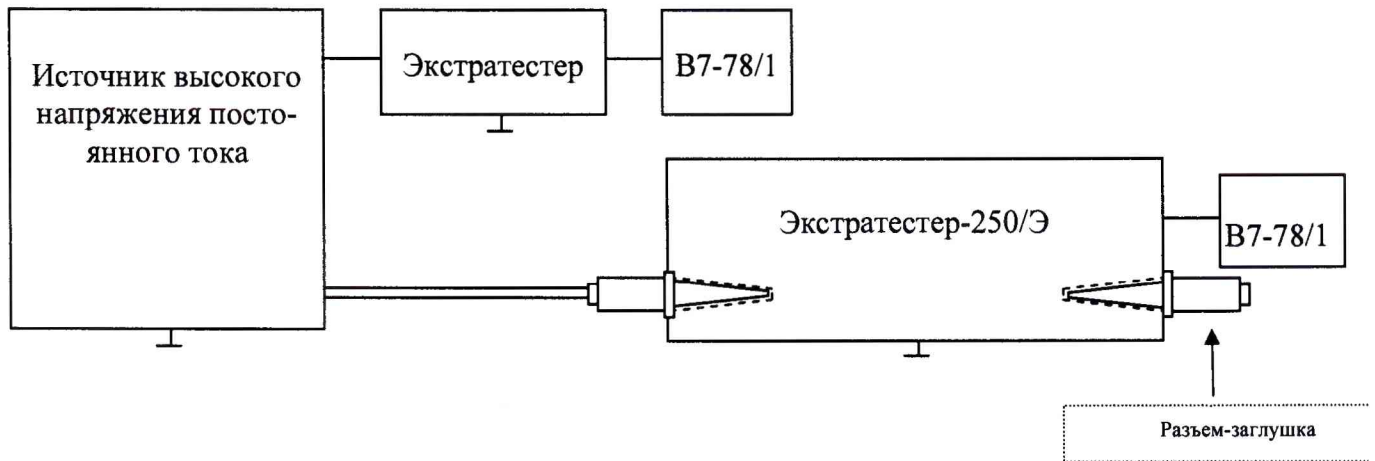 Источник высокого
напряжения посто-
янного тока
Экстратестер
В7-78/1
Экстратестер-250/Э
В7-78/1
Разъем-заглушка